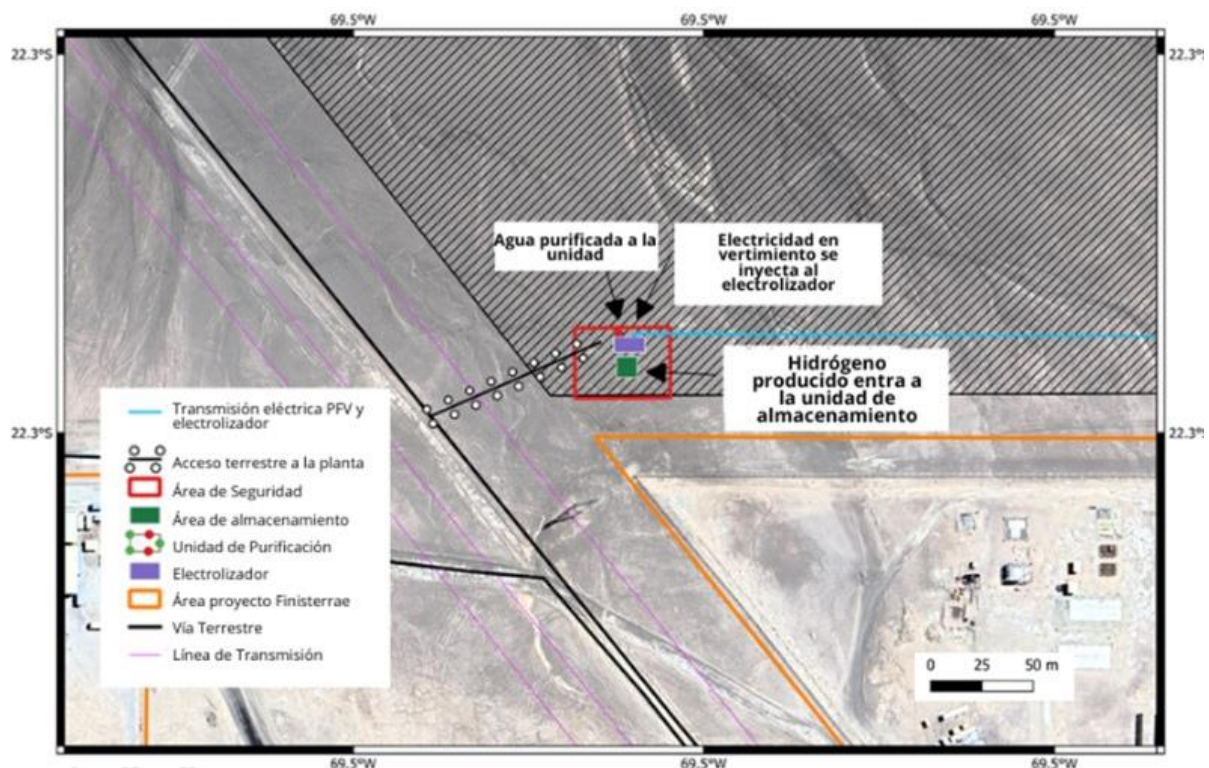 69.5°W
69.5°W
69.5°W
22.3°S
22.3°S
Agua purificada a la
unidad
Electricidad en
vertimiento se
inyecta al
electrolizador
Hidrógeno
producido entra a
la unidad de
almacenamiento
Transmisión eléctrica PFV y
electrolizador
Acceso terrestre a la planta
Área de Seguridad
Área de almacenamiento
Unidad de Purificación
Electrolizador
Área proyecto Finisterrae
Vía Terrestre
Línea de Transmisión
22.3°S
22.3°S
0 25 50 m
69.5°W
69.5°W
69.5°W